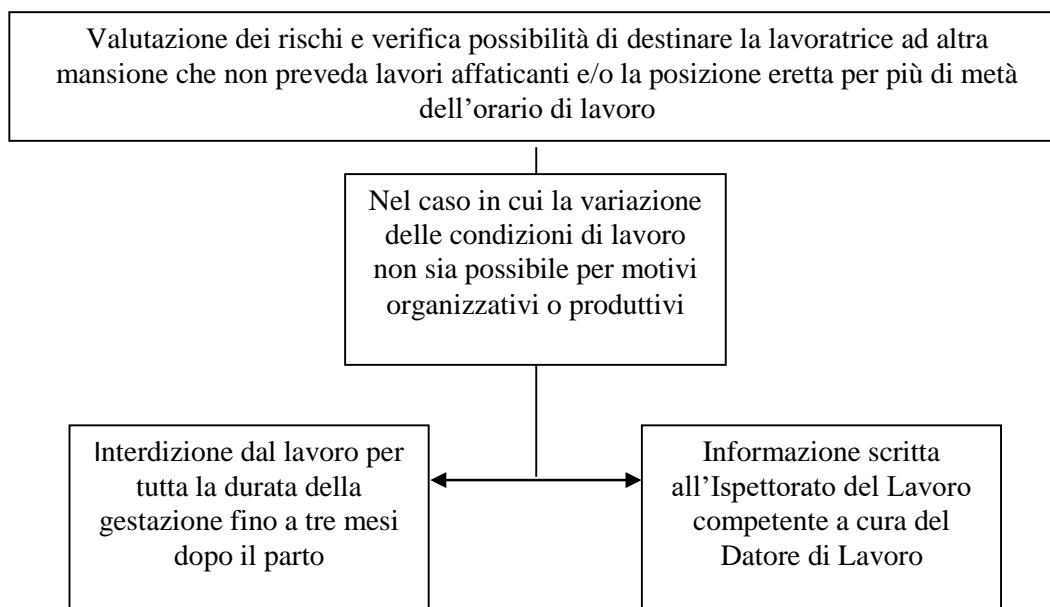 Valutazione dei rischi e verifica possibilità di destinare la lavoratrice ad altra
mansione che non preveda lavori affaticanti e/o la posizione eretta per più di metà
dell’orario di lavoro
Nel caso in cui la variazione
delle condizioni di lavoro
non sia possibile per motivi
organizzativi o produttivi
Interdizione dal lavoro per
tutta la durata della
gestazione fino a tre mesi
dopo il parto
Informazione scritta
all’Ispettorato del Lavoro
competente a cura del
Datore di Lavoro